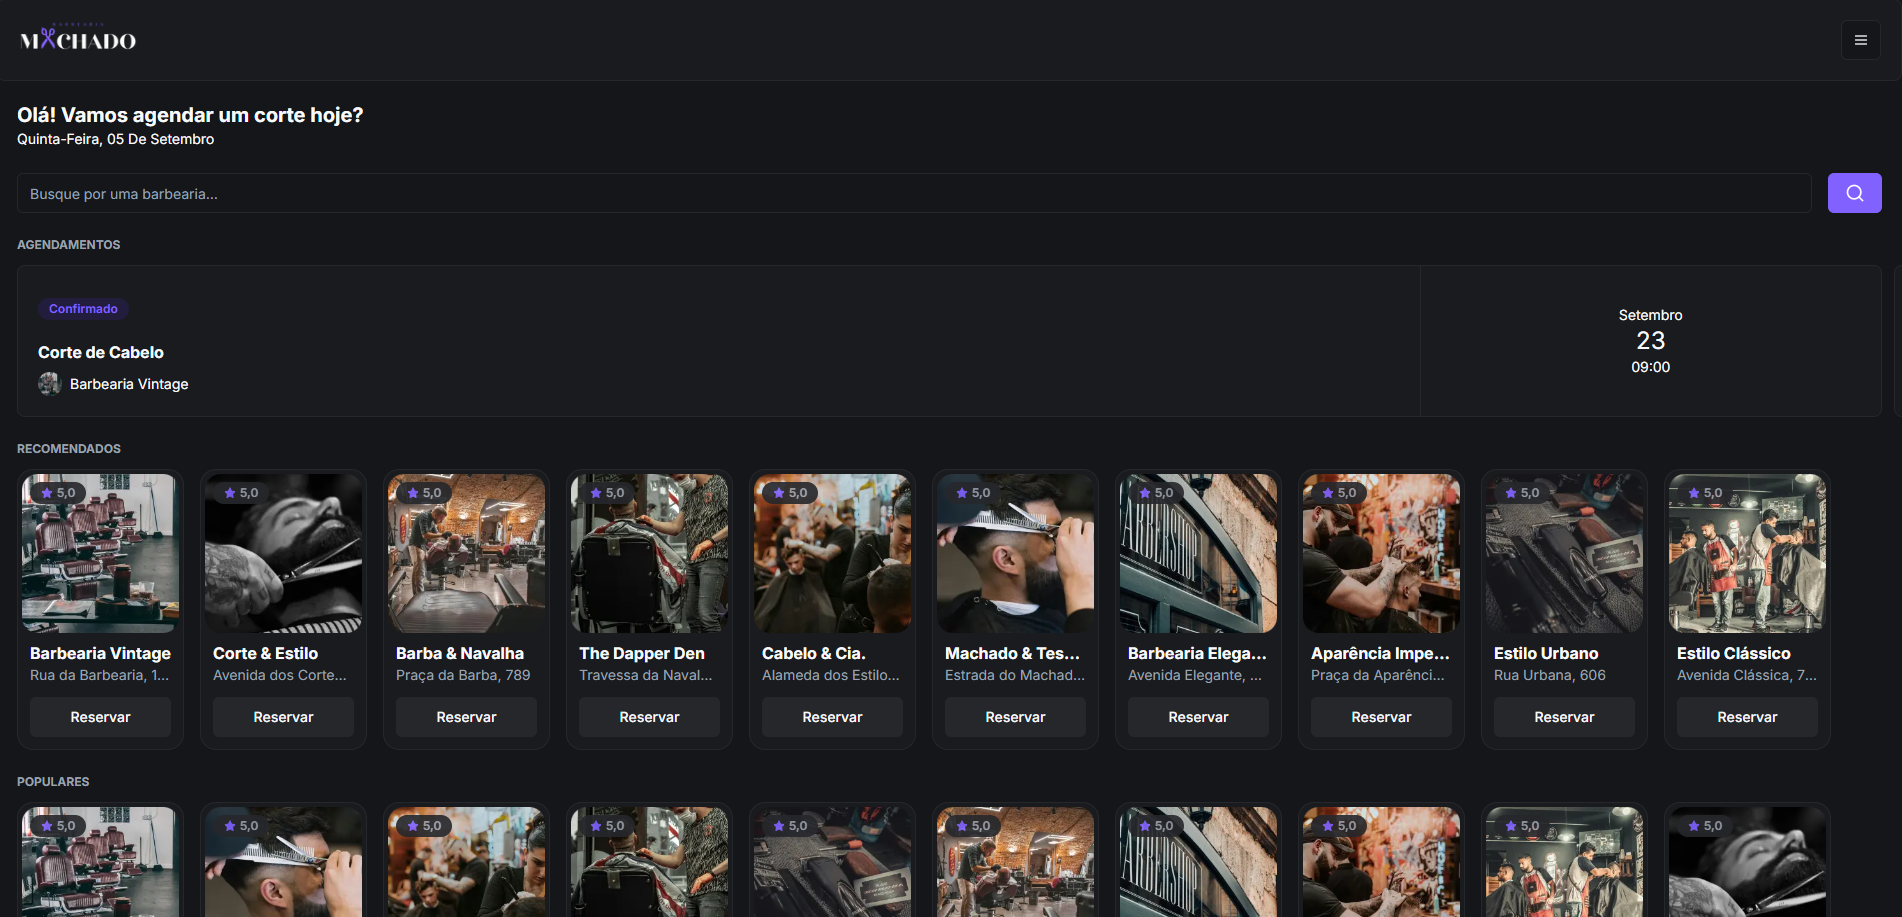 BARBEARIA
MACHADO
Olá! Vamos agendar um corte hoje?
Quinta-Feira, 05 De Setembro
Busque por uma barbearia...
AGENDAMENTOS
Confirmado
Corte de Cabelo
Barbearia Vintage
Setembro
23
09:00
RECOMENDADOS
5,0
Barbearia Vintage
Rua da Barbearia, 1...
Reservar
5,0
Corte & Estilo
Avenida dos Corte...
Reservar
5,0
Barba & Navalha
Praça da Barba, 789
Reservar
5,0
The Dapper Den
Travessa da Naval...
Reservar
5,0
Cabelo & Cia.
Alameda dos Estilo...
Reservar
5,0
Machado & Tes...
Estrada do Machad...
Reservar
5,0
Barbearia Elega...
Avenida Elegante, ...
Reservar
5,0
Aparência Impe...
Praça da Aparênci...
Reservar
5,0
Estilo Urbano
Rua Urbana, 606
Reservar
5,0
Estilo Clássico
Avenida Clássica, 7...
Reservar
POPULARES
5,0
5,0
5,0
5,0
5,0
5,0
5,0
5,0
5,0
5,0